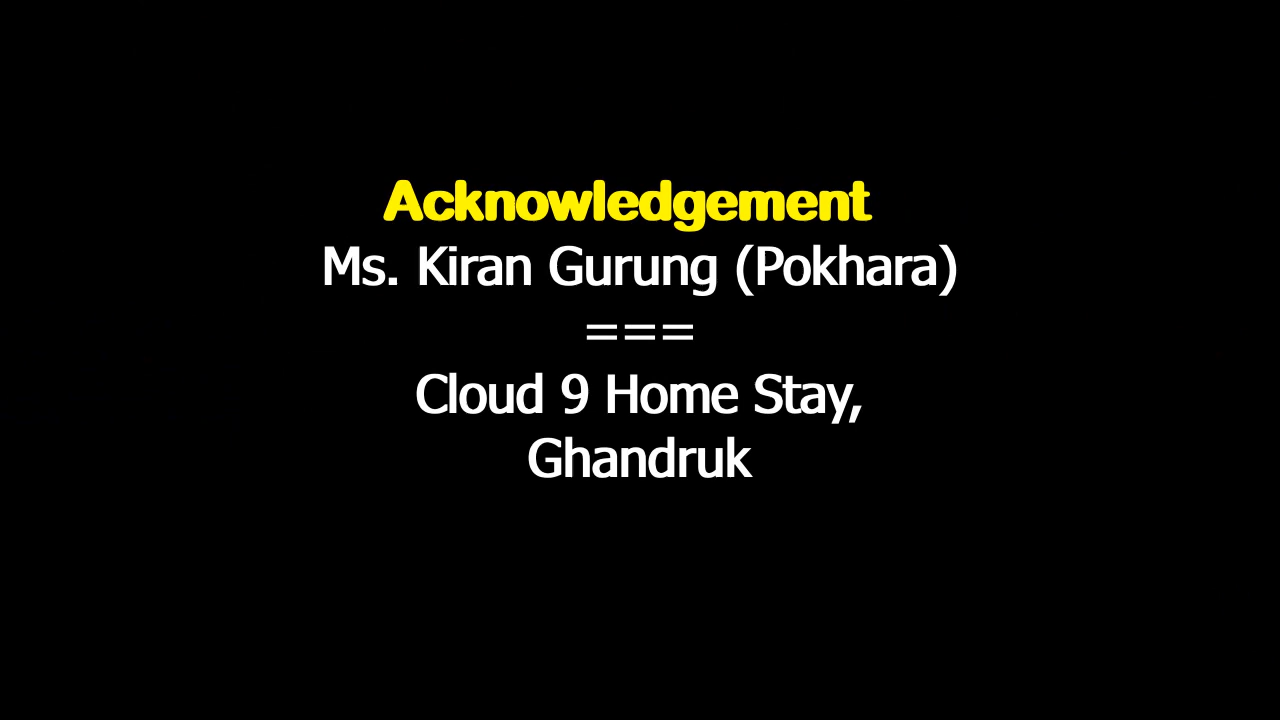 Acknowledgement
Ms. Kiran Gurung (Pokhara)
===
Cloud 9 Home Stay,
Ghandruk